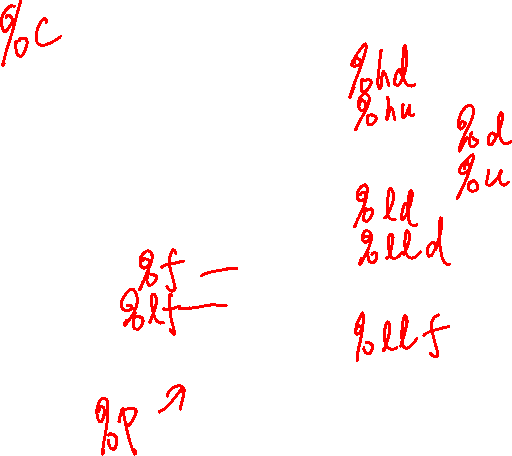 %c
%hd
%hu
%d
%u
%ld
%lld
%f —
%lf —
%llf
%p ↗